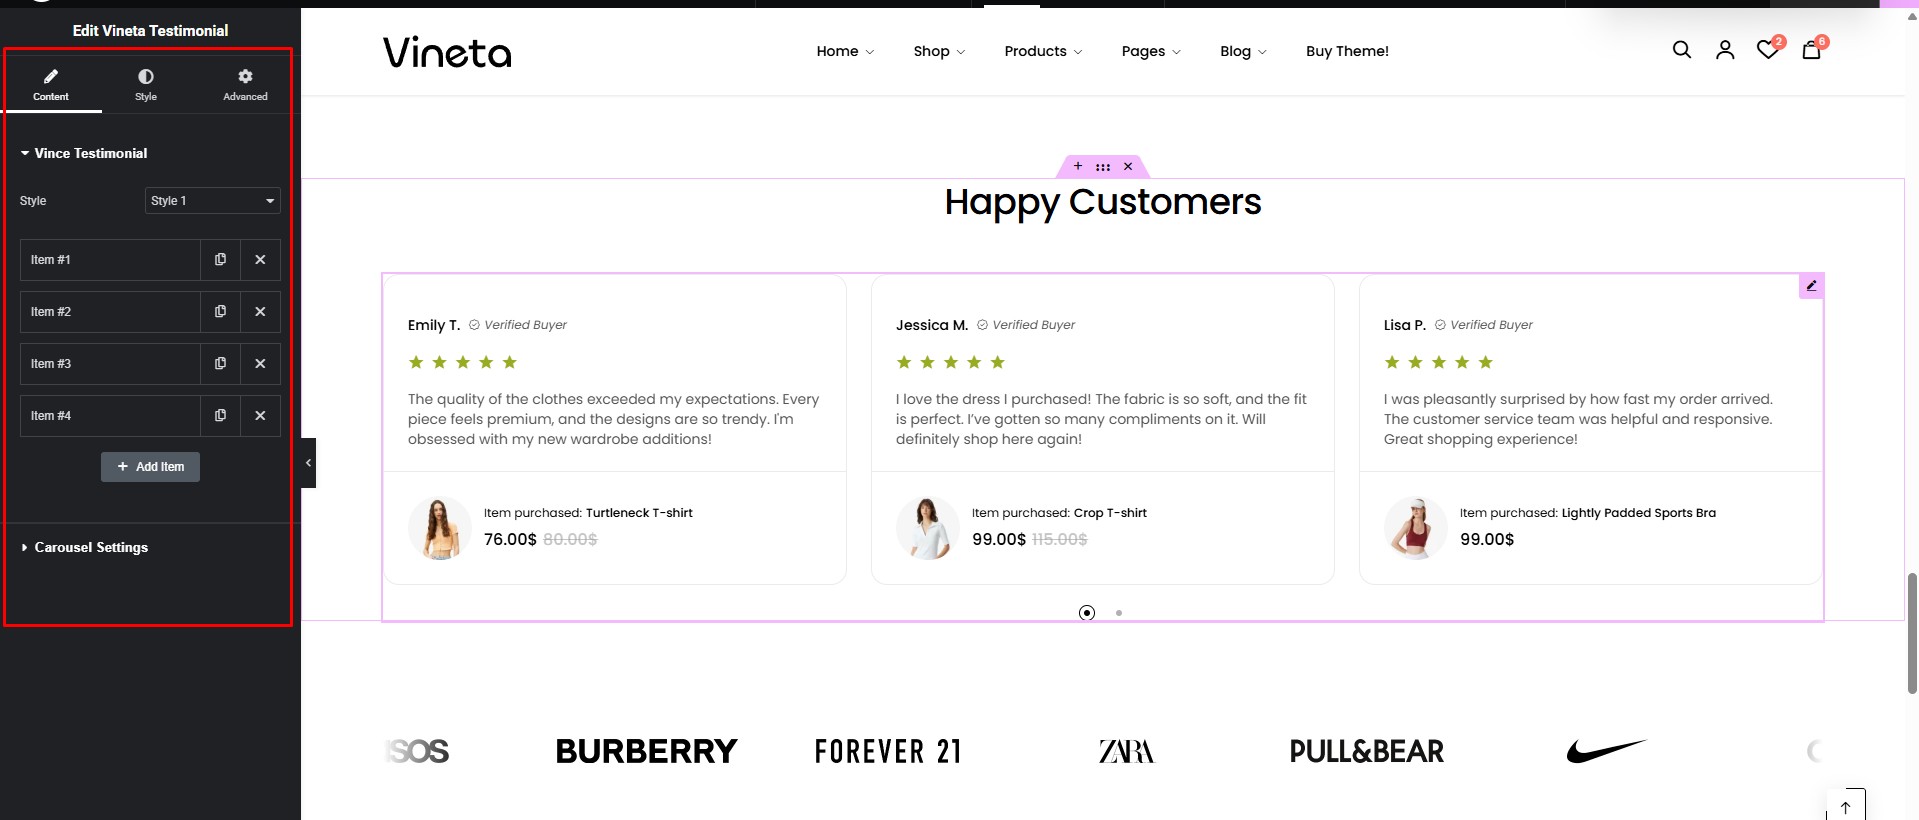 Edit Vineta Testimonial
Content
Style
Advanced
Vince Testimonial
Style
Style 1
Item #1
Item #2
Item #3
Item #4
+ Add Item
Carousel Settings
Vineta
Home
Shop
Products
Pages
Blog
Buy Theme!
2
6
Happy Customers
Emily T. Verified Buyer
The quality of the clothes exceeded my expectations. Every
piece feels premium, and the designs are so trendy. I'm
obsessed with my new wardrobe additions!
Item purchased: Turtleneck T-shirt
76.00$ 80.00$
Jessica M. Verified Buyer
I love the dress I purchased! The fabric is so soft, and the fit
is perfect. I've gotten so many compliments on it. Will
definitely shop here again!
Item purchased: Crop T-shirt
99.00$ 115.00$
Lisa P. Verified Buyer
I was pleasantly surprised by how fast my order arrived.
The customer service team was helpful and responsive.
Great shopping experience!
Item purchased: Lightly Padded Sports Bra
99.00$
SOS
BURBERRY
FOREVER 21
ZARA
PULL&BEAR